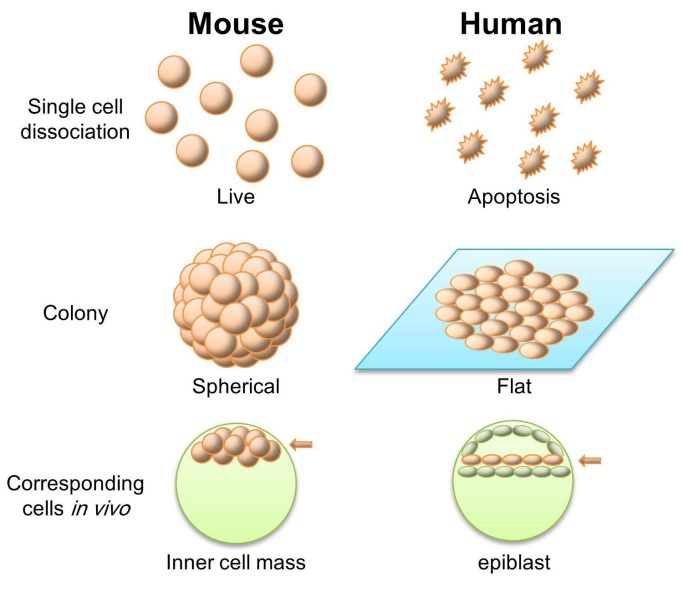 Mouse
Human
Single cell
dissociation
Live
Apoptosis
Colony
Spherical
Flat
Corresponding
cells in vivo
Inner cell mass
epiblast